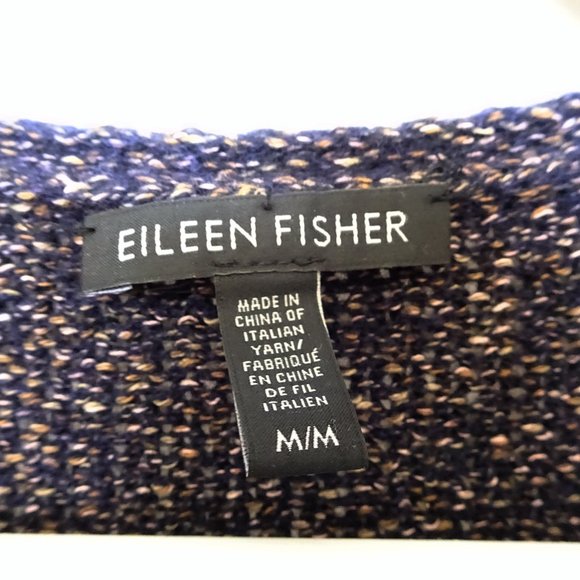 EILEEN FISHER
MADE IN
CHINA OF
ITALIAN
YARN/
FABRIQUÉ
EN CHINE
DE FIL
ITALIEN
M/M